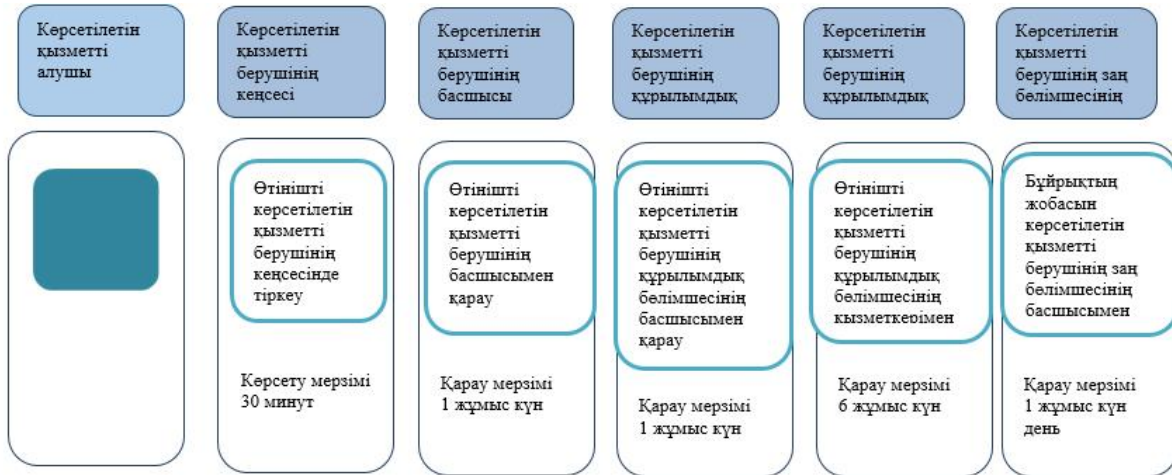 Көрсетілетін
қызметті
алушы
Көрсетілетін
қызметті
берушінің
кеңсесі
Көрсетілетін
қызметті
берушінің
басшысы
Көрсетілетін
қызметті
берушінің
құрылымдық
Көрсетілетін
қызметті
берушінің
құрылымдық
Көрсетілетін
қызметті
берушінің заң
бөлімшесінің
Өтінішті
көрсетілетін
қызметті
берушінің
кеңсесінде
тіркеу
Көрсету мерзімі
30 минут
Өтінішті
көрсетілетін
қызметті
берушінің
басшысымен
қарау
Қарау мерзімі
1 жұмыс күн
Өтінішті
көрсетілетін
қызметті
берушінің
құрылымдық
бөлімшесінің
басшысымен
қарау
Қарау мерзімі
1 жұмыс күн
Өтінішті
көрсетілетін
қызметті
берушінің
құрылымдық
бөлімшесінің
қызметкерімен
Қарау мерзімі
6 жұмыс күн
Бұйрықтың
жобасын
көрсетілетін
қызметті
берушінің заң
бөлімшесінің
басшысымен
Қарау мерзімі
1 жұмыс күн
день